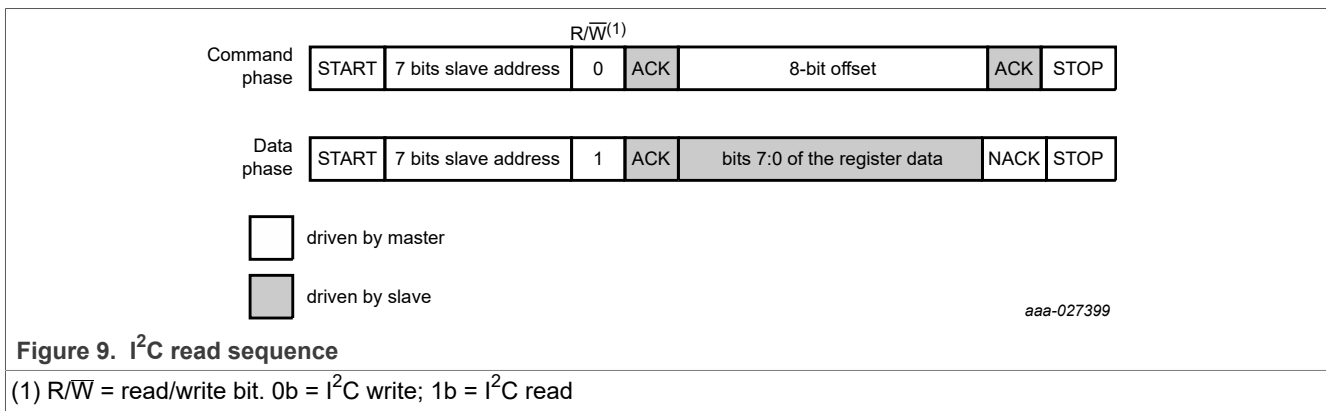 R/W̅(1)
Command
phase
START 7 bits slave address 0 ACK 8-bit offset ACK STOP
Data
phase
START 7 bits slave address 1 ACK bits 7:0 of the register data NACK STOP
driven by master
driven by slave
aaa-027399
Figure 9. I2C read sequence
(1) R/W̅ = read/write bit. 0b = I2C write; 1b = I2C read